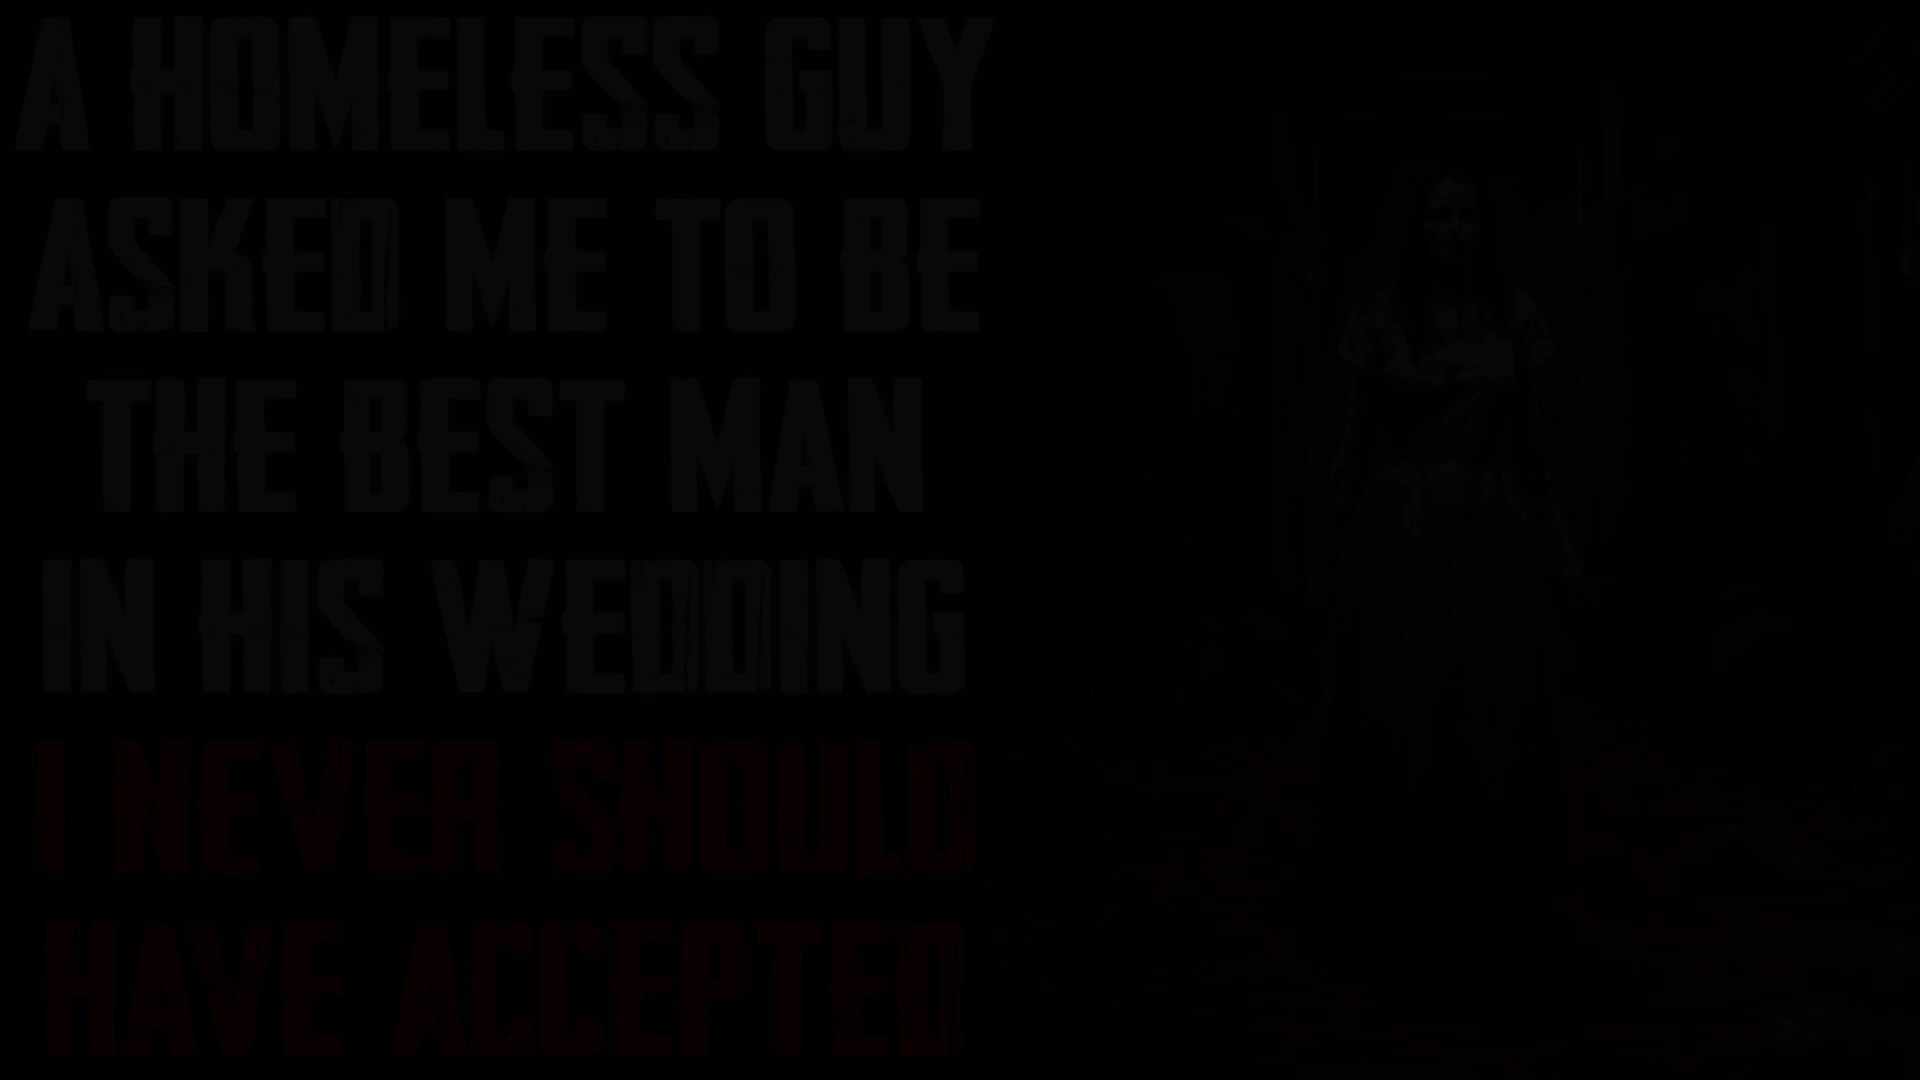 A HOMELESS GUY
ASKED ME TO BE
THE BEST MAN
IN HIS WEDDING
I NEVER SHOULD
HAVE ACCEPTED